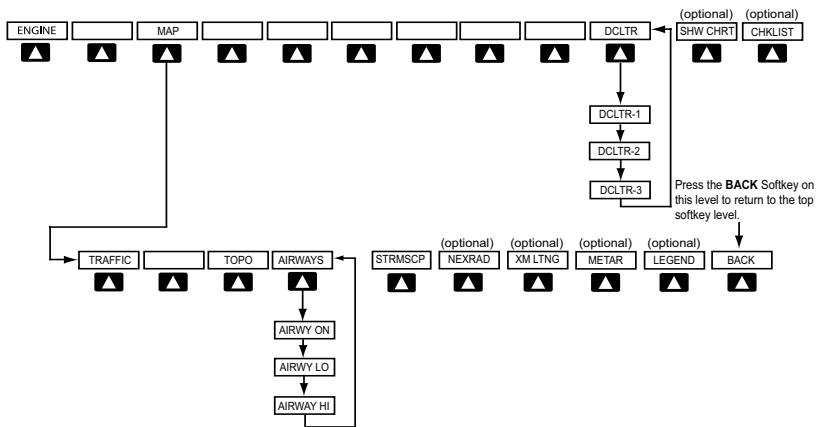 (optional) (optional)
ENGINE MAP DCLTR SHW CHRT CHKLIST
DCLTR-1
DCLTR-2
DCLTR-3
Press the BACK Softkey on
this level to return to the top
softkey level.
(optional) (optional) (optional) (optional)
TRAFFIC TOPO AIRWAYS STRMSCP NEXRAD XM LTNG METAR LEGEND BACK
AIRWY ON
AIRWY LO
AIRWAY HI